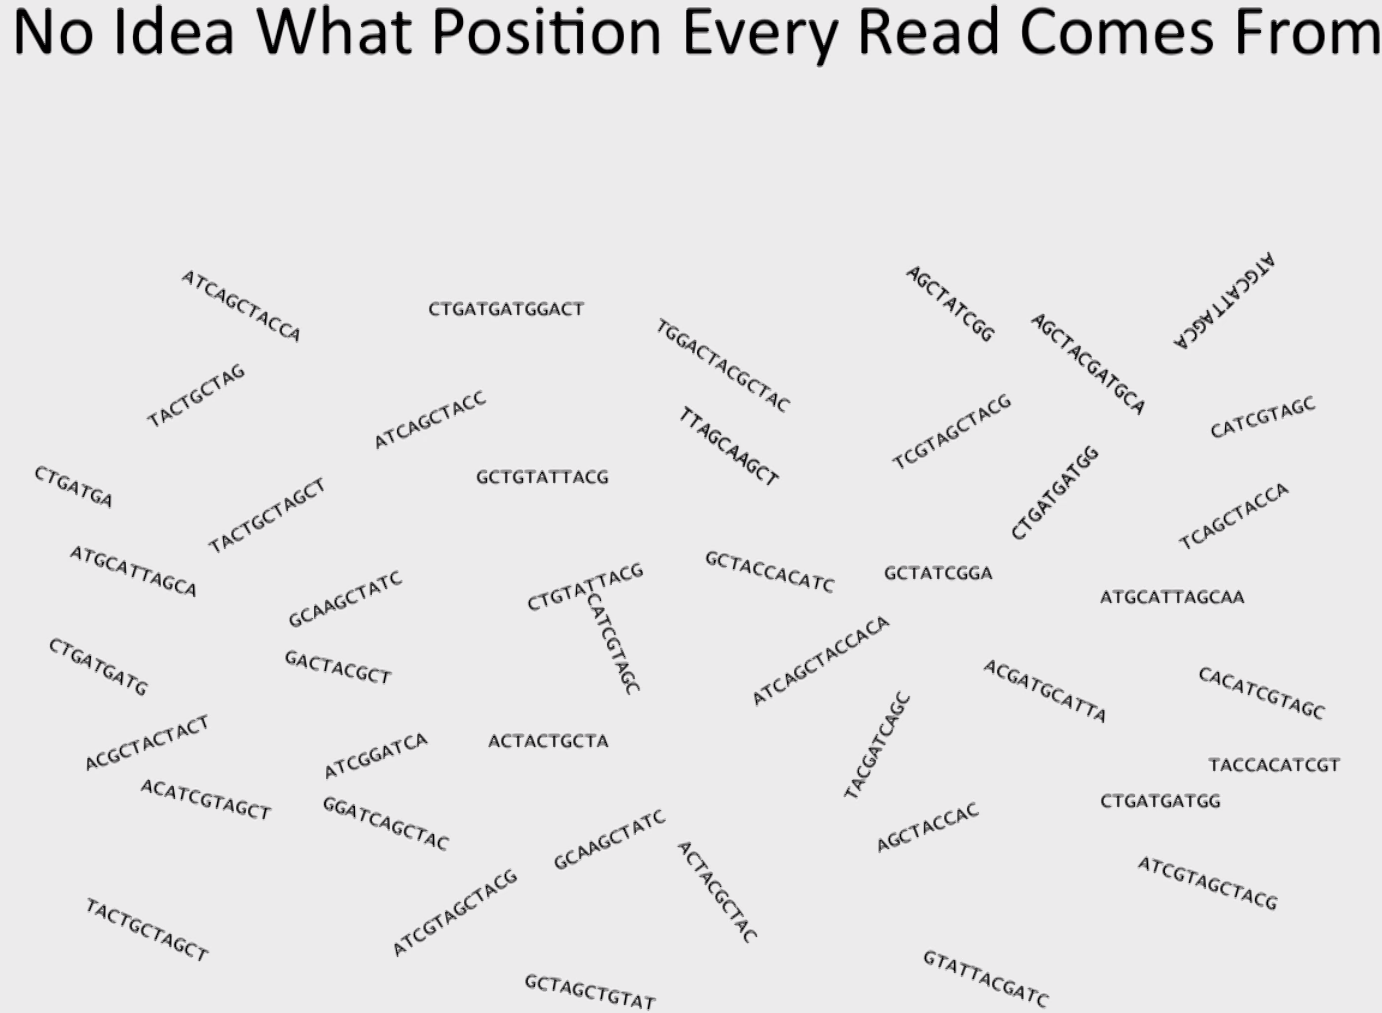 No Idea What Position Every Read Comes From
ATGCATTAGCA
ATCAGCTACCA
CTGATGATGGACT
AGCTATCGG
AGCTACGATGCA
TGGACTACGCTAC
TACTGCTAG
ATCAGCTACC
TTAGCAAGCT
TCGTAGCTACG
CATCGTAGC
CTGATGA
GCTGTATTACG
CTGATGATGG
TACTGCTAGCT
TCAGCTACCA
ATGCATTAGCA
GCTACCACATC
GCTATCGGA
GCAAGCTATC
CTGTATTACG
ATGCATTAGCAA
CATCGTAGC
CTGATGATG
GACTACGCT
ATCAGCTACCACA
ACGATGCATTA
CACATCGTAGC
ACGCTACTACT
ATCGGATCA
ACTACTGCTA
TACGATCAGC
TACCACATCGT
ACATCGTAGCT
GGATCAGCTAC
CTGATGATGG
GCAAGCTATC
AGCTACCAC
ACTACGCTAC
ATCGTAGCTACG
TACTGCTAGCT
ATCGTAGCTACG
GCTAGCTGTAT
GTATTACGATC